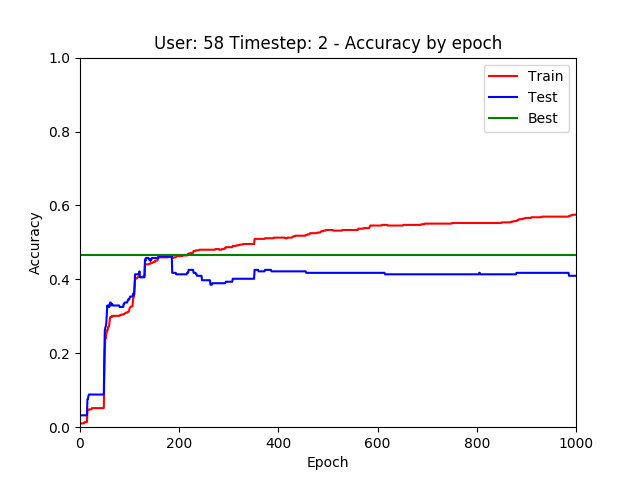 User: 58 Timestep: 2 - Accuracy by epoch
1.0
0.8
0.6
0.4
0.2
0.0
Accuracy
Train
Test
Best
0 200 400 600 800 1000
Epoch